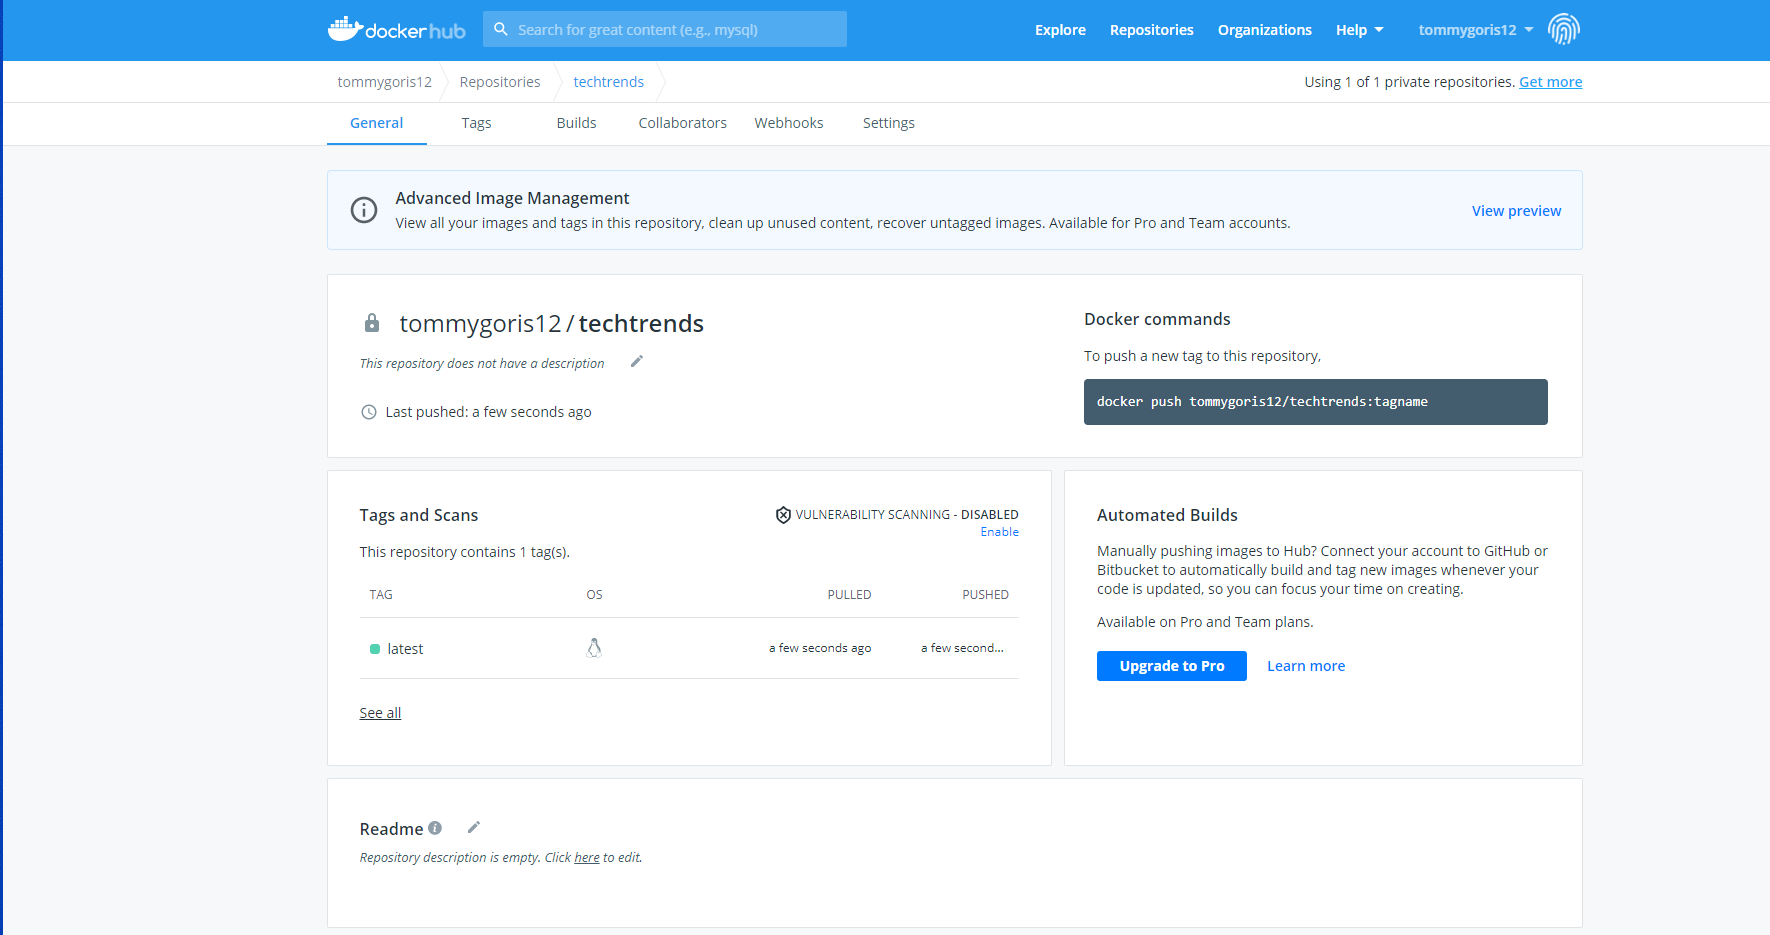 docker hub
Search for great content (e.g., mysql)
Explore
Repositories
Organizations
Help
tommygoris12
tommygoris12
Repositories
techtrends
Using 1 of 1 private repositories. Get more
General
Tags
Builds
Collaborators
Webhooks
Settings
Advanced Image Management
View all your images and tags in this repository, clean up unused content, recover untagged images. Available for Pro and Team accounts.
View preview
tommygoris12 / techtrends
This repository does not have a description
Last pushed: a few seconds ago
Docker commands
To push a new tag to this repository,
docker push tommygoris12/techtrends:tagname
Tags and Scans
VULNERABILITY SCANNING - DISABLED
Enable
This repository contains 1 tag(s).
TAG
OS
PULLED
PUSHED
latest
a few seconds ago
a few second...
See all
Automated Builds
Manually pushing images to Hub? Connect your account to GitHub or
Bitbucket to automatically build and tag new images whenever your
code is updated, so you can focus your time on creating.
Available on Pro and Team plans.
Upgrade to Pro
Learn more
Readme
Repository description is empty. Click here to edit.